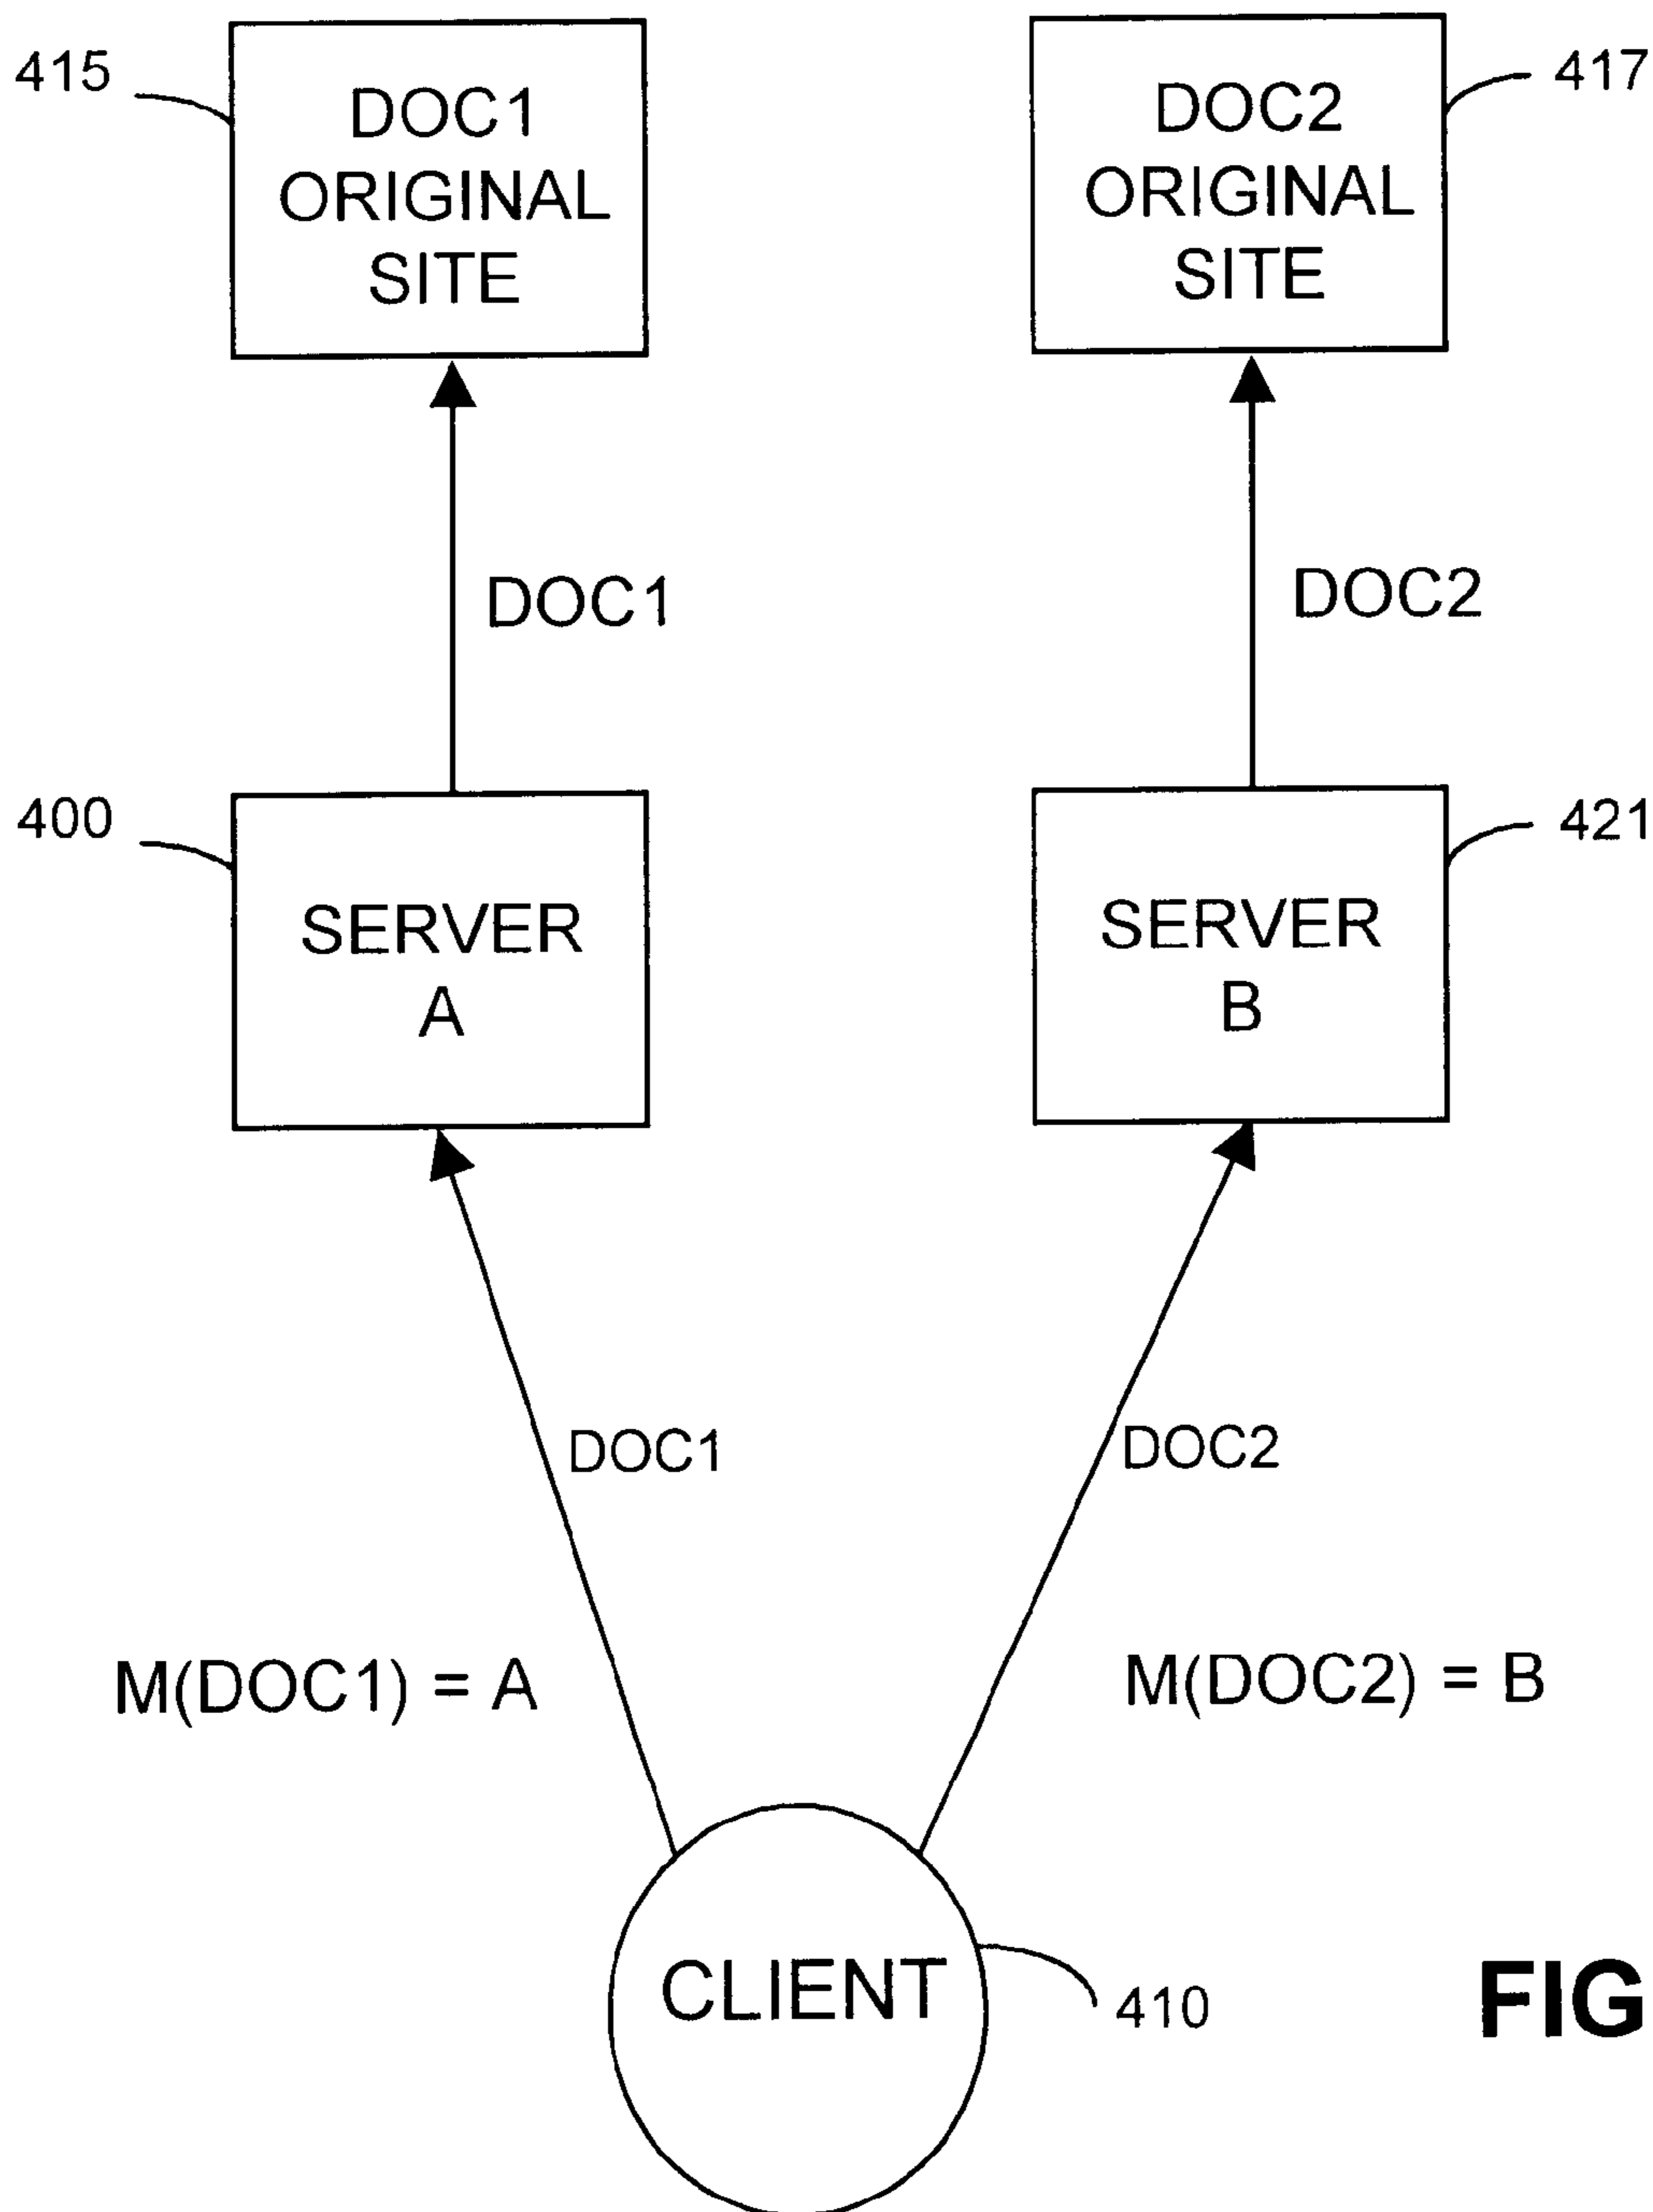 415
DOC1
ORIGINAL
SITE
DOC2
ORIGINAL
SITE
417
DOC1
DOC2
400
SERVER
A
SERVER
B
421
DOC1
DOC2
M(DOC1) = A
M(DOC2) = B
CLIENT
410
FIG